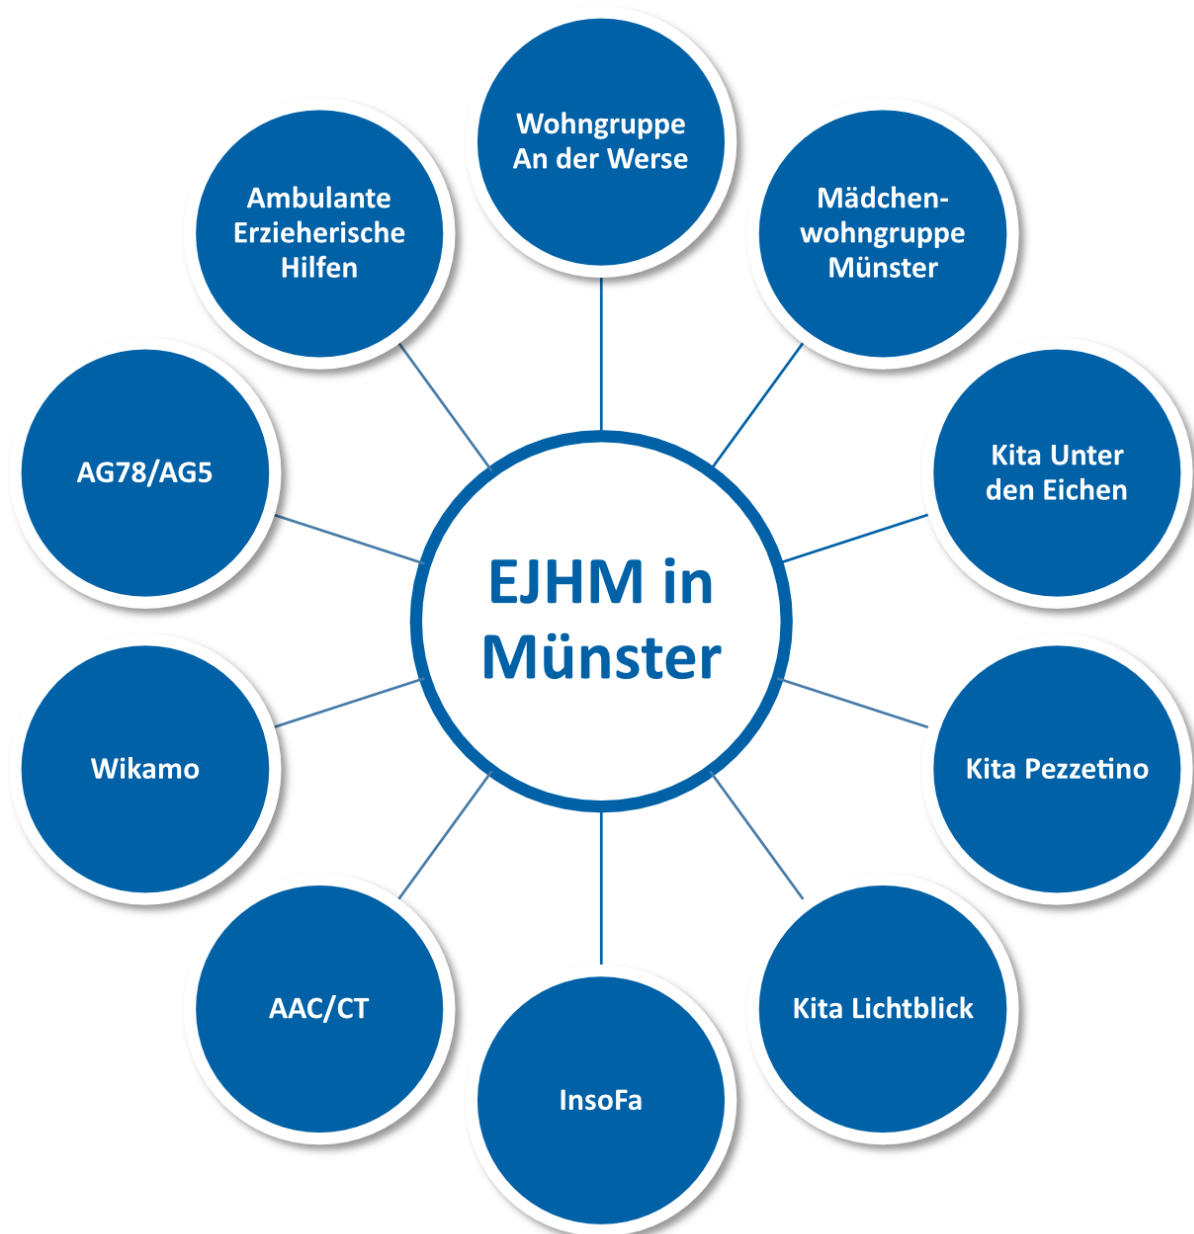 Wohngruppe
An der Werse
Mädchen-
wohngruppe
Münster
Kita Unter
den Eichen
Kita Pezzetino
Kita Lichtblick
InsoFa
AAC/CT
Wikamo
AG78/AG5
Ambulante
Erzieherische
Hilfen
EJHM in
Münster